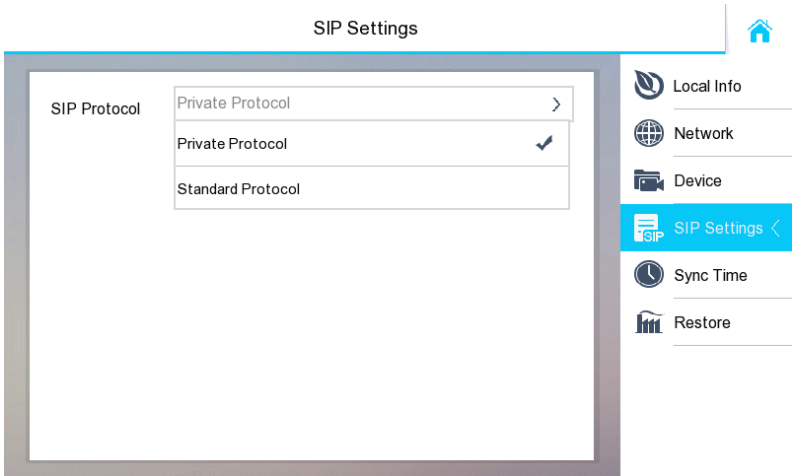 SIP Settings
SIP Protocol
Private Protocol
Private Protocol
Standard Protocol
Local Info
Network
Device
SIP
SIP Settings
Sync Time
Restore